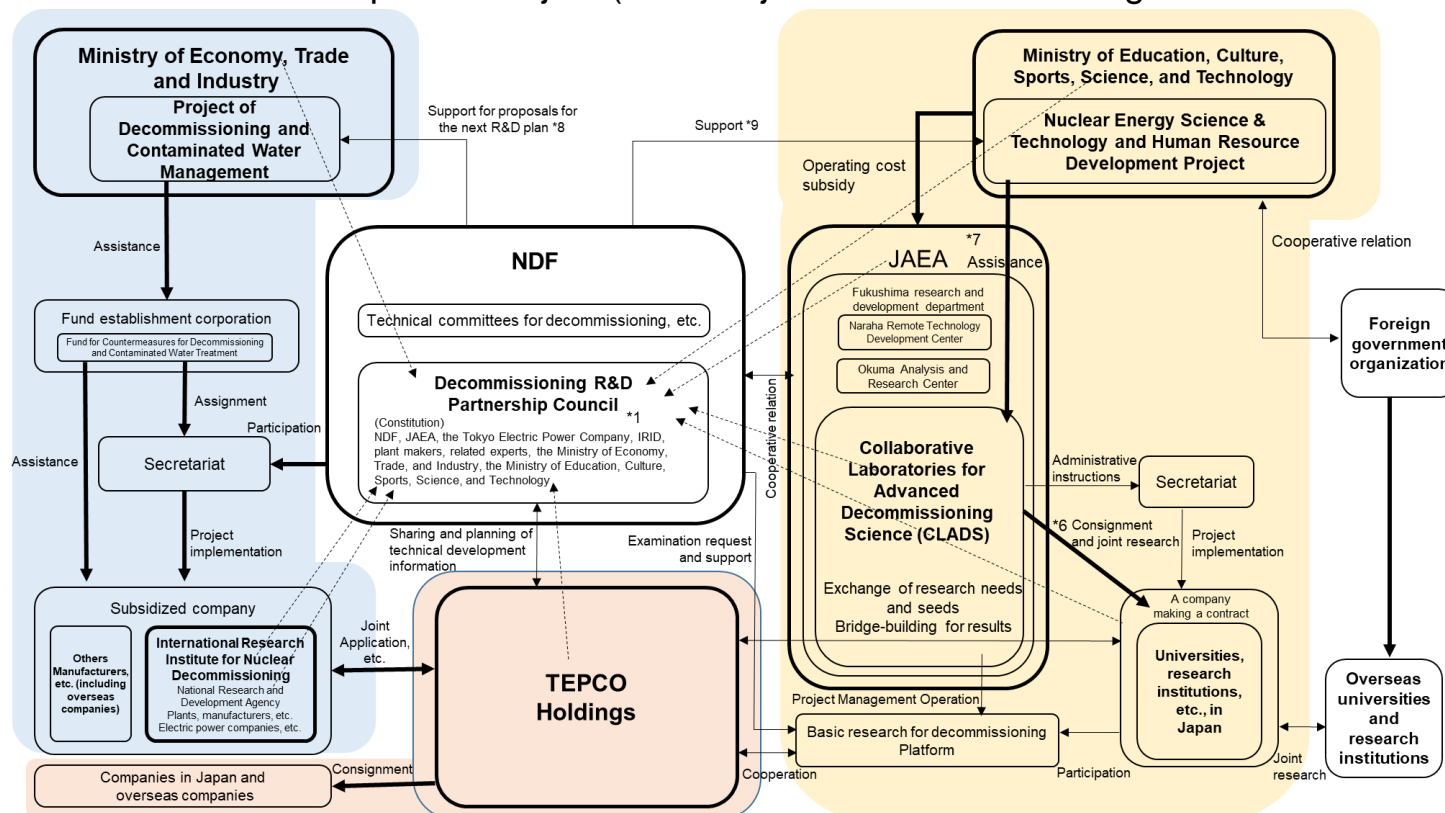 Ministry of Economy, Trade
and Industry
Project of
Decommissioning and
Contaminated Water
Management
Support for proposals for
the next R&D plan *8
Support *9
Operating cost
subsidy
Ministry of Education, Culture,
Sports, Science, and Technology
Nuclear Energy Science &
Technology and Human Resource
Development Project
Assistance
Cooperative relation
NDF
Technical committees for decommissioning, etc.
Decommissioning R&D
Partnership Council
*1
(Constitution)
NDF, JAEA, the Tokyo Electric Power Company, IRID,
plant makers, related experts, the Ministry of Economy,
Trade, and Industry, the Ministry of Education, Culture,
Sports, Science, and Technology
JAEA
*7
Assistance
Fukushima research and
development department
Naraha Remote Technology
Development Center
Okuma Analysis and
Research Center
Collaborative
Laboratories for
Advanced
Decommissioning
Science (CLADS)
Exchange of research needs
and seeds
Bridge-building for results
Foreign
government
organization
Fund establishment corporation
Fund for Countermeasures for Decommissioning
and Contaminated Water Treatment
Assignment
Participation
Assistance
Secretariat
Project
implementation
Cooperative relation
Administrative
instructions
Secretariat
*6 Consignment
and joint research
Project
implementation
Sharing and planning of
technical development
information
Examination request
and support
Subsidized company
Others
Manufacturers,
etc. (including
overseas
companies)
International Research
Institute for Nuclear
Decommissioning
National Research and
Development Agency
Plants, manufacturers, etc.
Electric power companies, etc.
Joint
Application,
etc.
TEPCO
Holdings
A company
making a contract
Universities,
research
institutions,
etc., in
Japan
Overseas
universities
and
research
institutions
Project Management Operation
Basic research for decommissioning
Platform
Cooperation
Participation
Joint
research
Companies in Japan and
overseas companies
Consignment